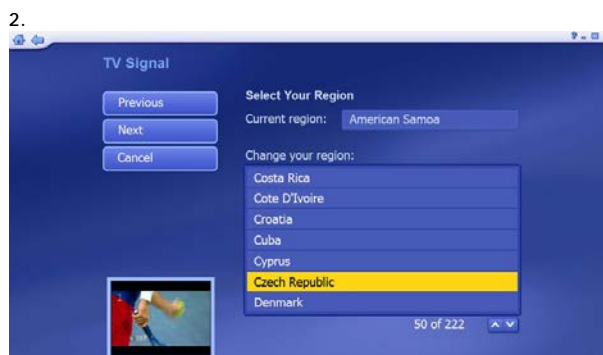 2.
TV Signal
Previous
Next
Cancel
Select Your Region
Current region: American Samoa
Change your region:
Costa Rica
Cote D'Ivoire
Croatia
Cuba
Cyprus
Czech Republic
Denmark
50 of 222